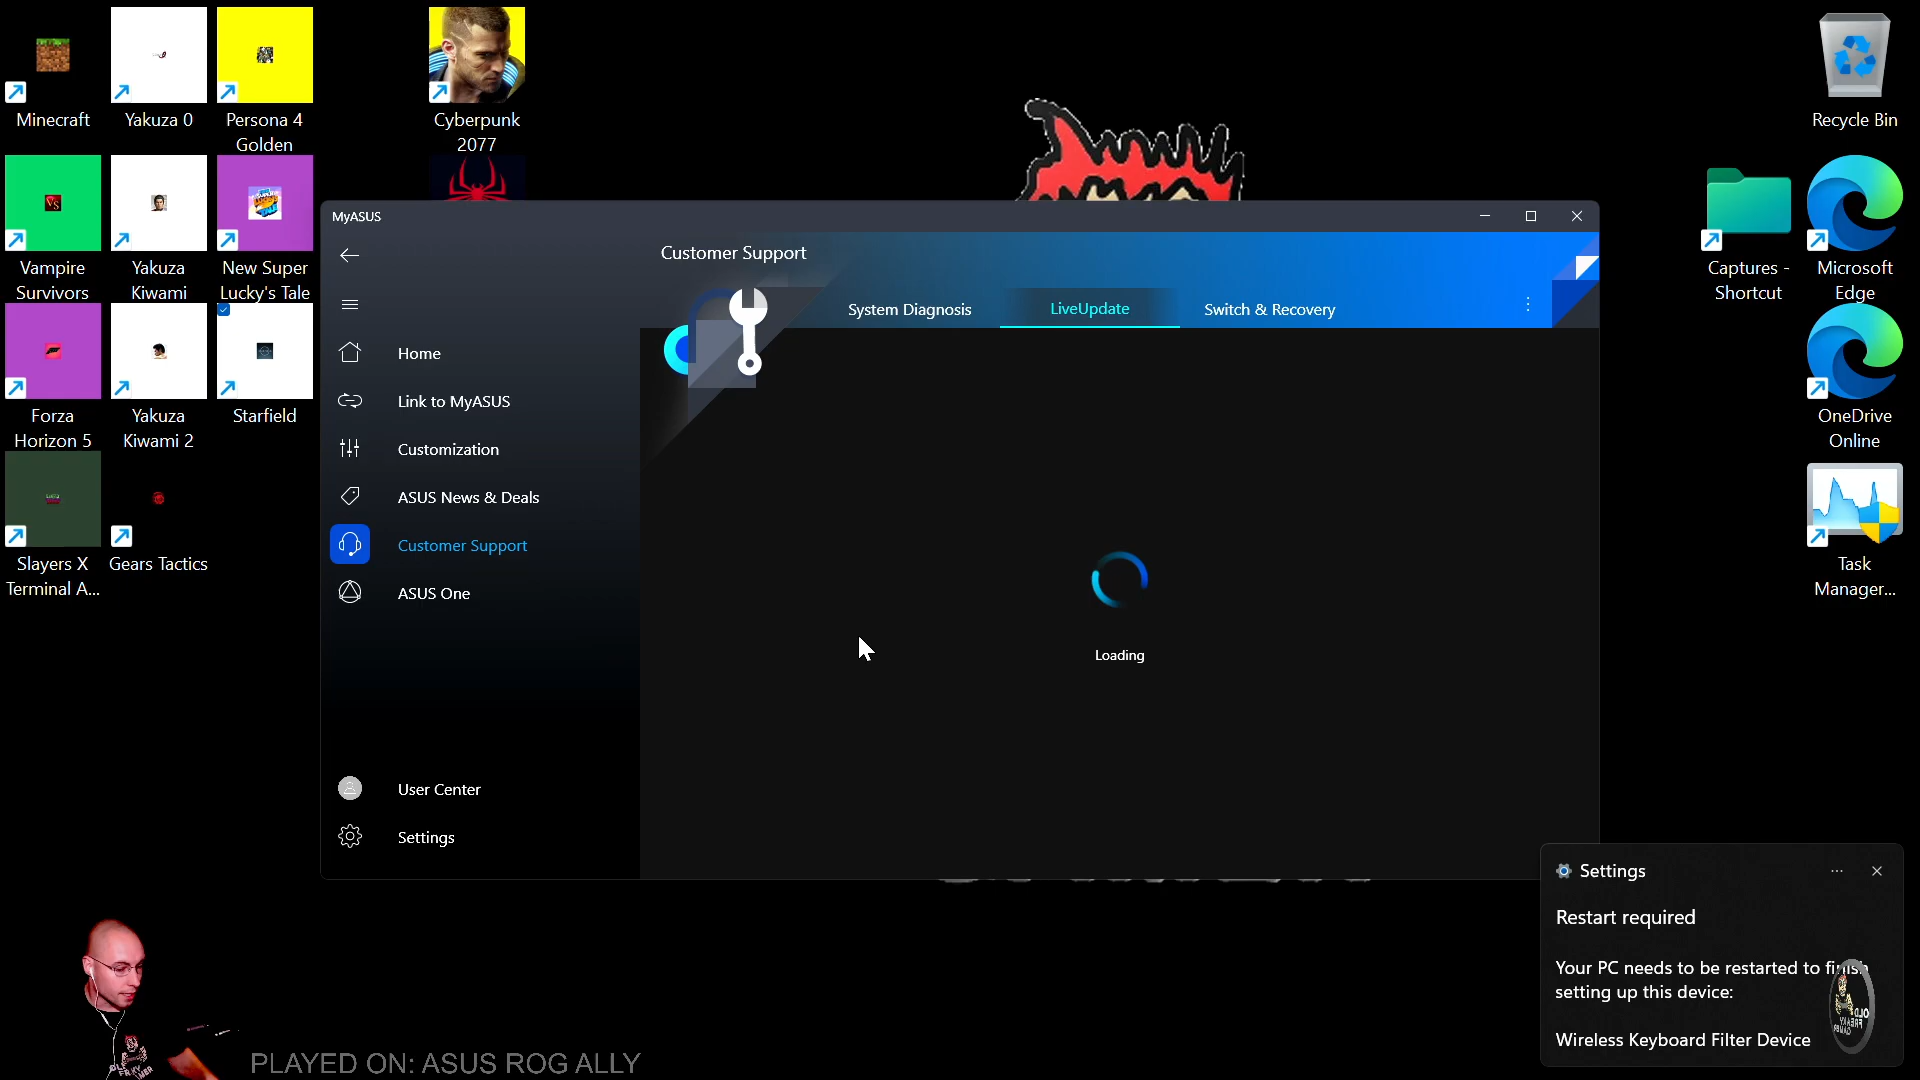 Minecraft
Yakuza 0
Persona 4
Golden
Cyberpunk
2077
Recycle Bin
Vampire
Survivors
Yakuza
Kiwami
New Super
Lucky's Tale
Captures -
Shortcut
Microsoft
Edge
Forza
Horizon 5
Yakuza
Kiwami 2
Starfield
OneDrive
Online
Slayers X
Terminal A...
Gears Tactics
Task
Manager...
MyASUS
Customer Support
System Diagnosis
LiveUpdate
Switch & Recovery
Home
Link to MyASUS
Customization
ASUS News & Deals
Customer Support
ASUS One
User Center
Settings
Loading
Settings
Restart required
Your PC needs to be restarted to finish
setting up this device:
Wireless Keyboard Filter Device
PLAYED ON: ASUS ROG ALLY